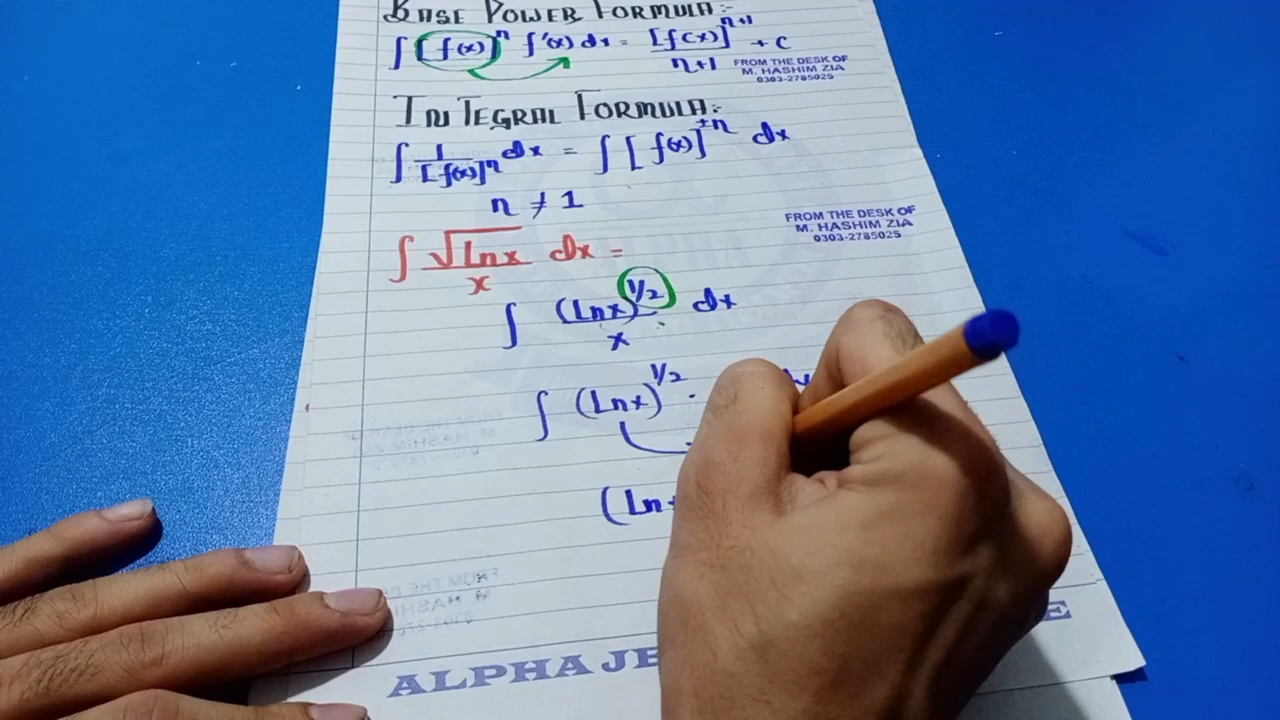 BASE POWER FORMULA:-
∫ [f(x)]^n f'(x) dx = [f(x)]^(n+1) / n+1 + c
FROM THE DESK OF
M. HASHIM ZIA
0303-2785025
INTEGRAL FORMULA:-
∫ 1/[f(x)]^n dx = ∫ [f(x)]^(±n) dx
n ≠ 1
FROM THE DESK OF
M. HASHIM ZIA
0303-2785025
∫ √Lnx / x dx =
∫ (Lnx)^(1/2) / x dx
∫ (Lnx)^(1/2) ·
(Ln
ALPHA JE